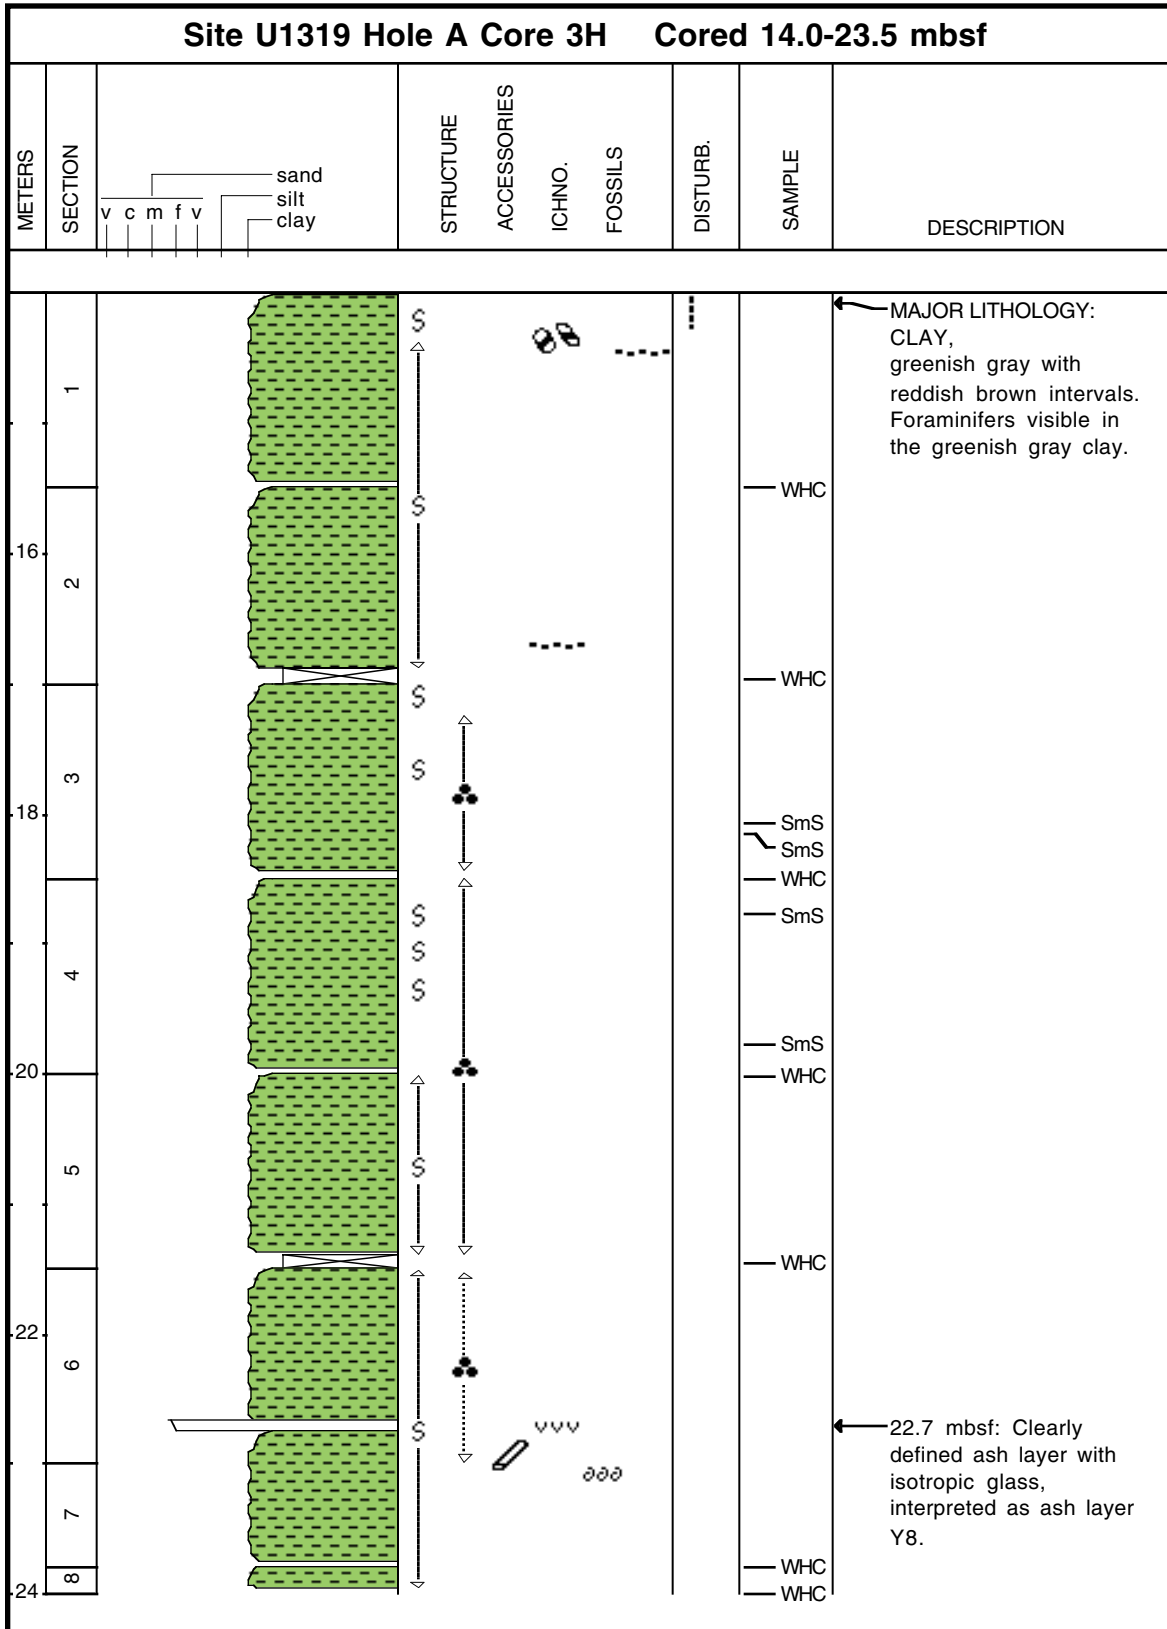 Site U1319 Hole A Core 3H Cored 14.0-23.5 mbsf
METERS
SECTION
v c m f v
sand
silt
clay
STRUCTURE
ACCESSORIES
ICHNO.
FOSSILS
DISTURB.
SAMPLE
DESCRIPTION
MAJOR LITHOLOGY:
CLAY,
greenish gray with
reddish brown intervals.
Foraminifers visible in
the greenish gray clay.
1
WHC
16
2
WHC
3
18
SmS
SmS
WHC
SmS
4
SmS
20
WHC
5
WHC
22
6
22.7 mbsf: Clearly
defined ash layer with
isotropic glass,
interpreted as ash layer
Y8.
7
WHC
8
24
WHC